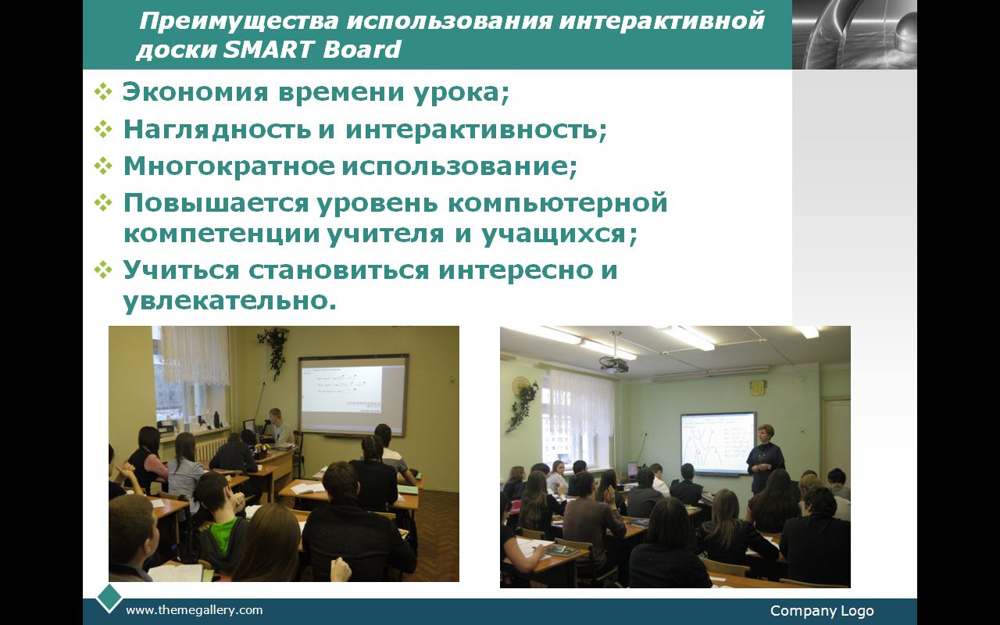 Преимущества использования интерактивной
доски SMART Board
Экономия времени урока;
Наглядность и интерактивность;
Многократное использование;
Повышается уровень компьютерной
компетенции учителя и учащихся;
Учиться становиться интересно и
увлекательно.
www.themegallery.com
Company Logo